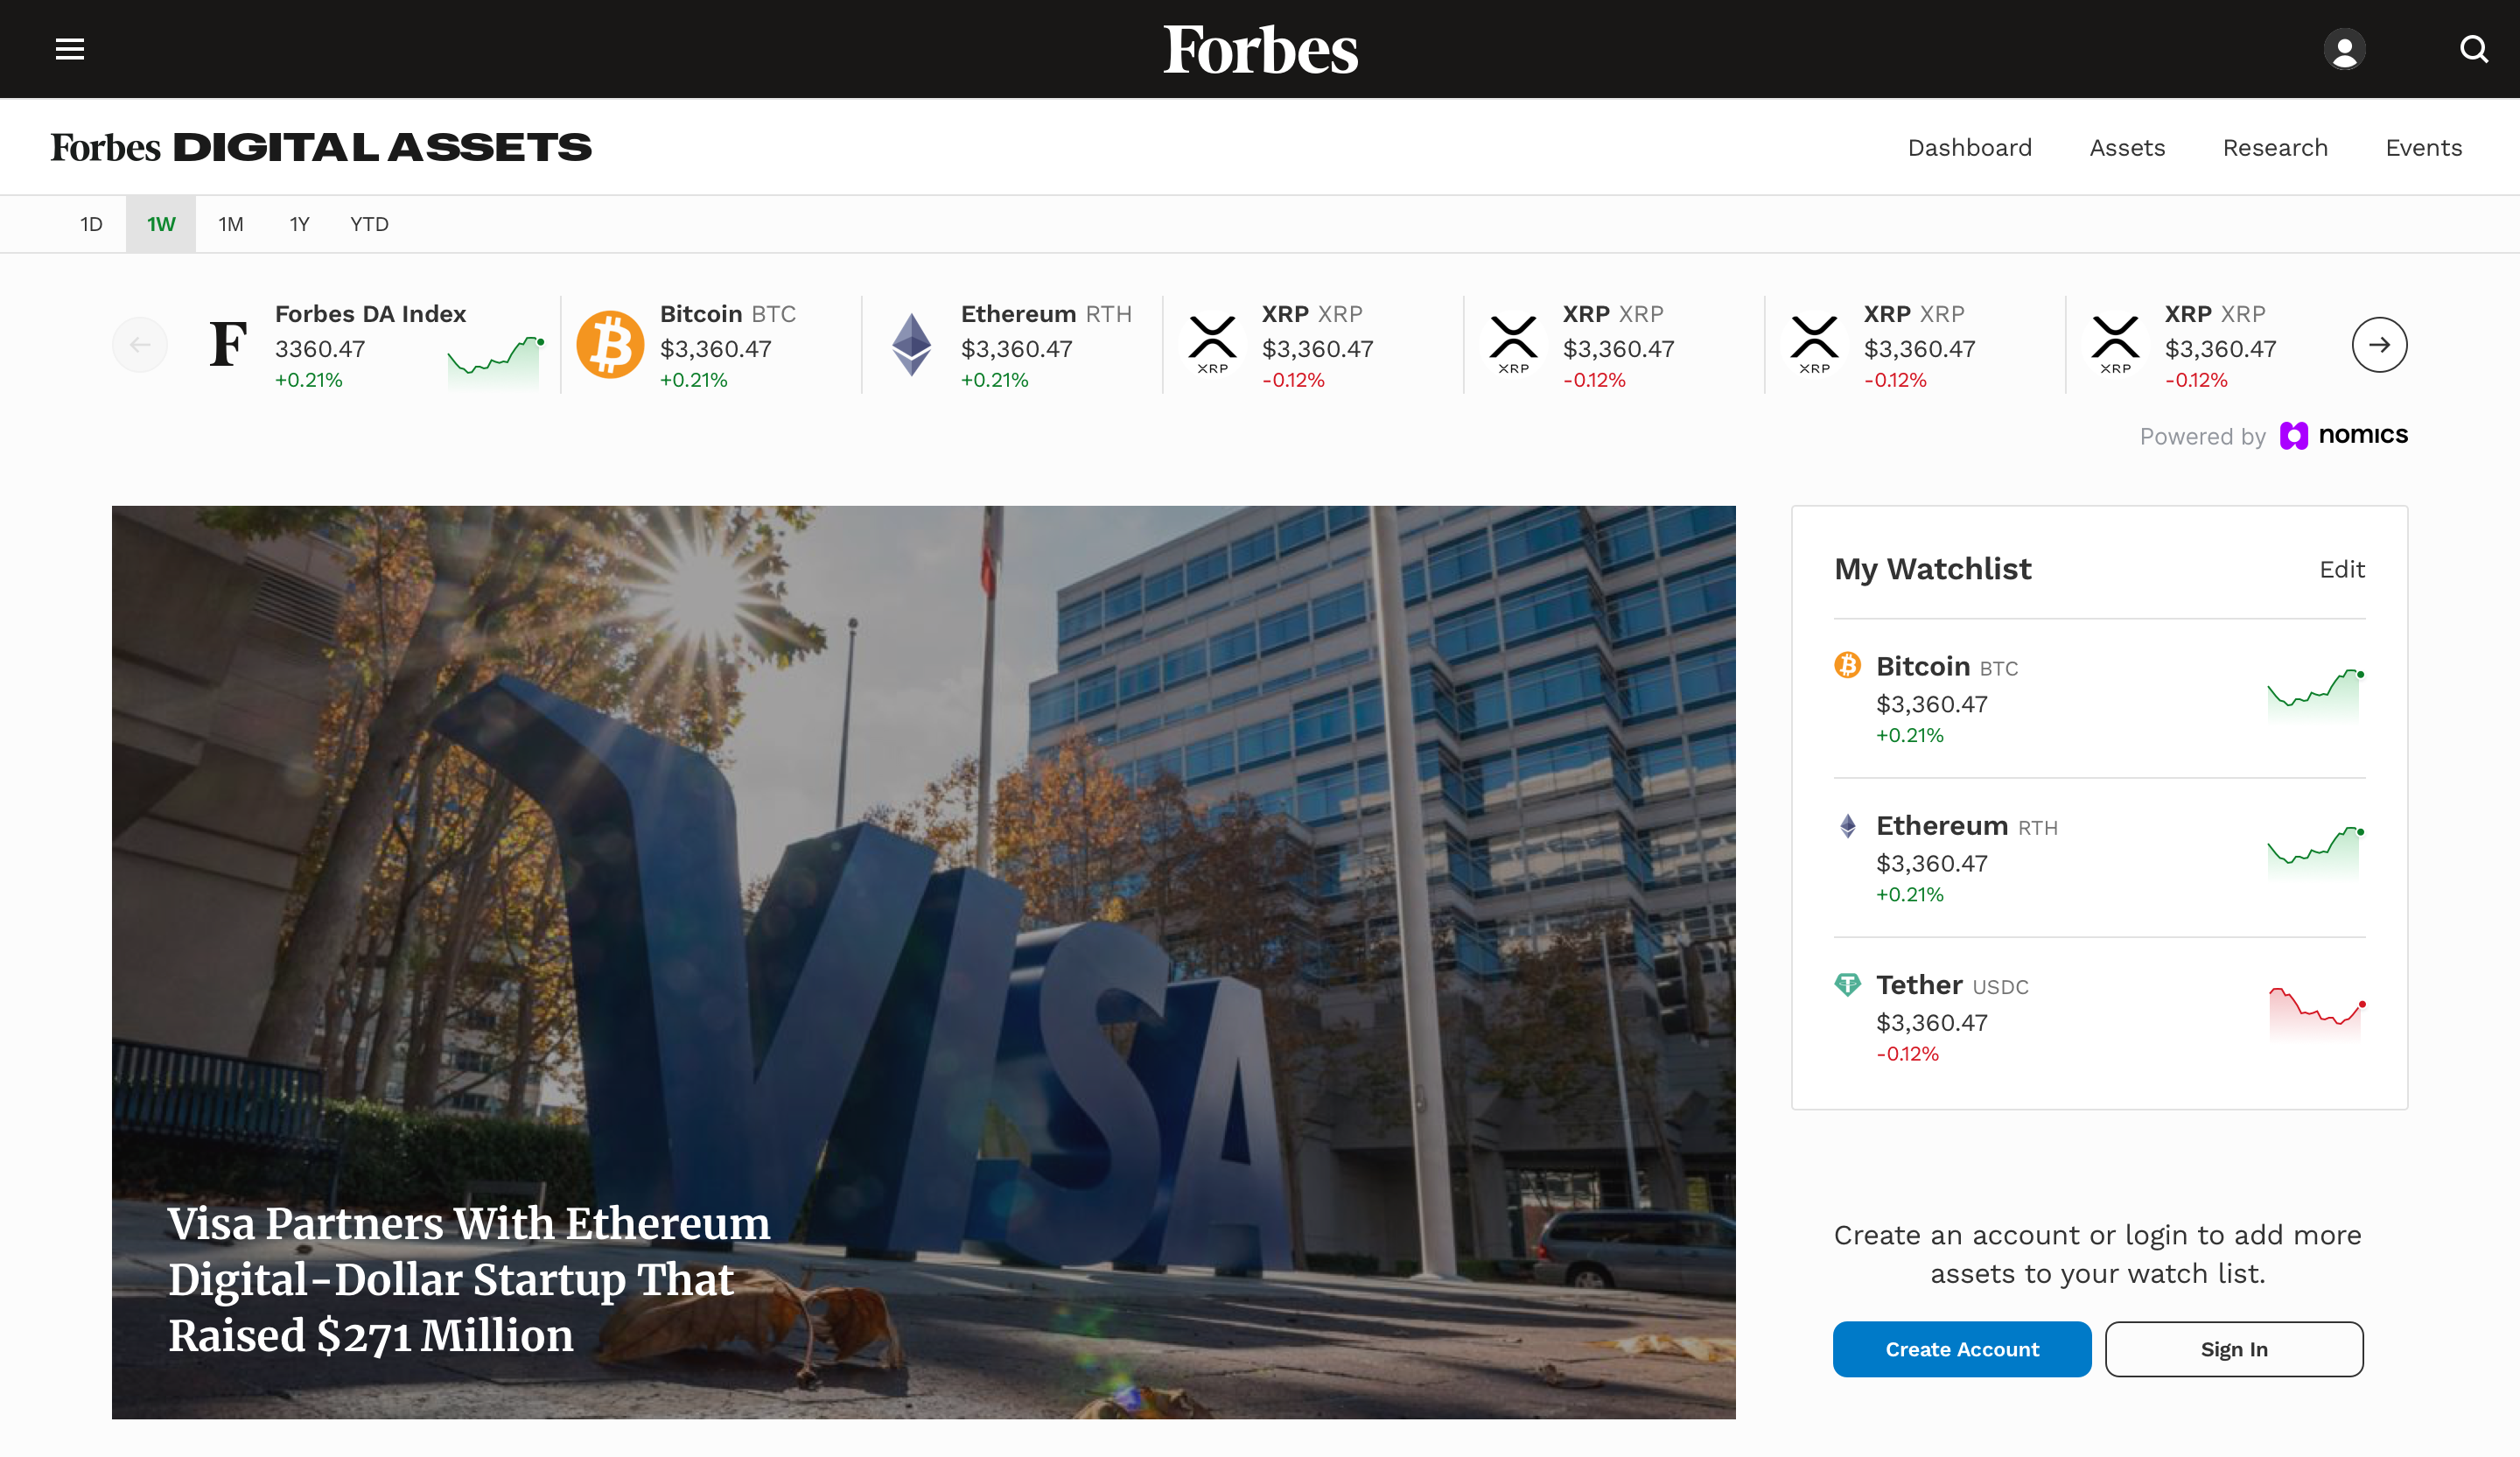 Forbes
Forbes DIGITAL ASSETS
Dashboard Assets Research Events
1D 1W 1M 1Y YTD
F
Forbes DA Index
3360.47
+0.21%
Bitcoin BTC
$3,360.47
+0.21%
Ethereum RTH
$3,360.47
+0.21%
XRP
XRP XRP
$3,360.47
-0.12%
XRP
XRP XRP
$3,360.47
-0.12%
XRP
XRP XRP
$3,360.47
-0.12%
XRP
XRP XRP
$3,360.47
-0.12%
Powered by nomics
VISA
Visa Partners With Ethereum
Digital-Dollar Startup That
Raised $271 Million
My Watchlist Edit
Bitcoin BTC
$3,360.47
+0.21%
Ethereum RTH
$3,360.47
+0.21%
Tether USDC
$3,360.47
-0.12%
Create an account or login to add more
assets to your watch list.
Create Account Sign In